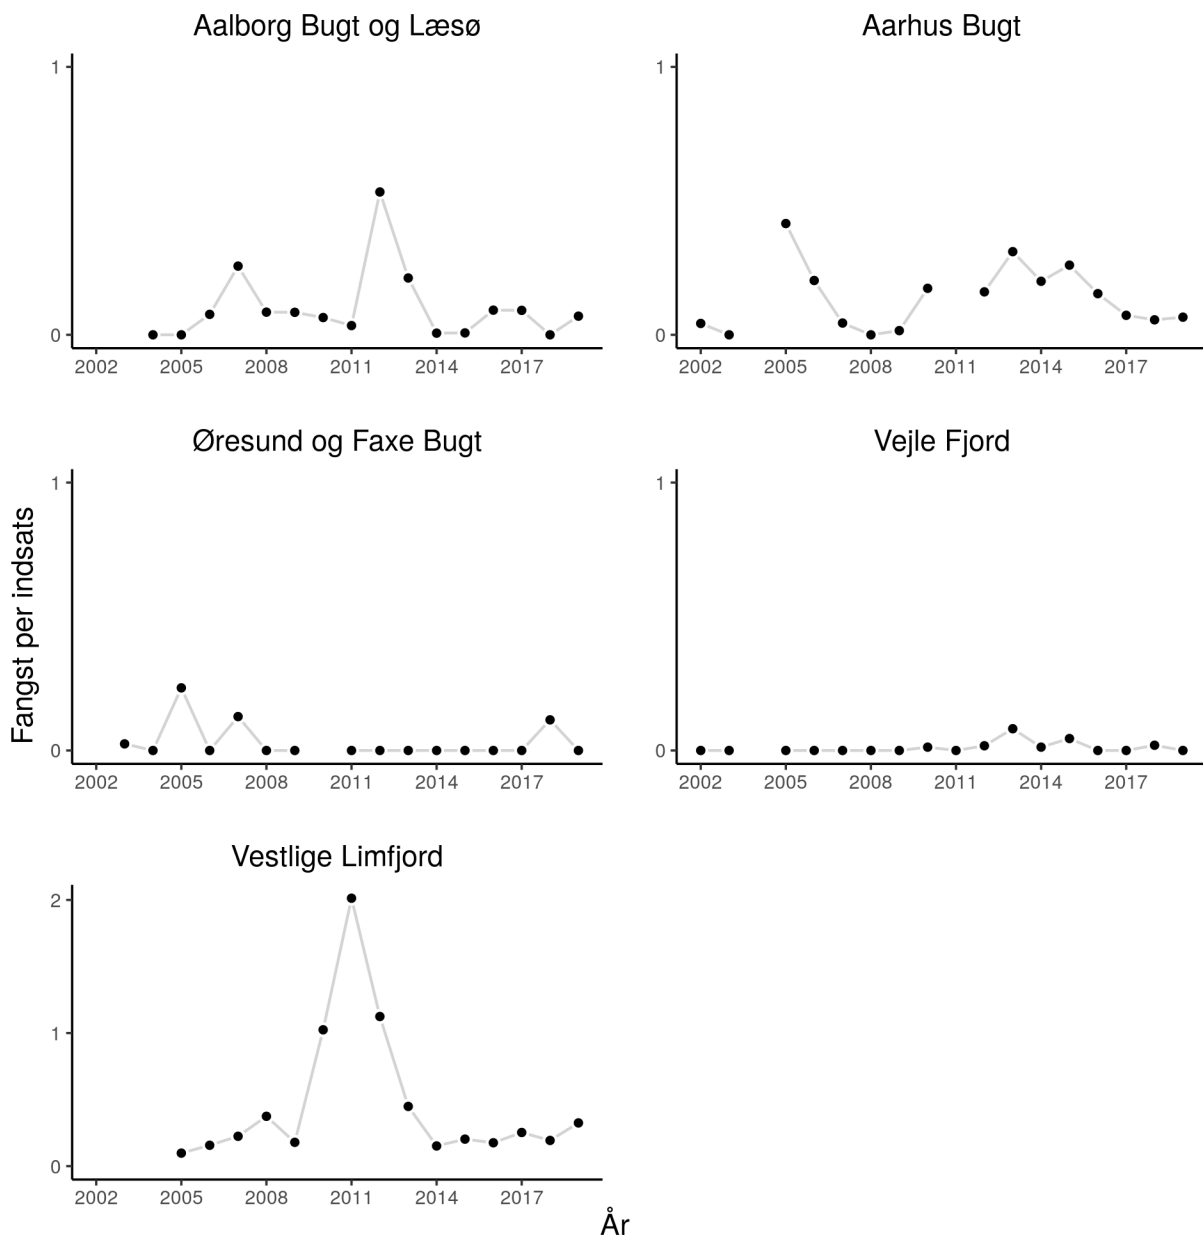 Aalborg Bugt og Læsø
1
0
2002 2005 2008 2011 2014 2017
Aarhus Bugt
1
0
2002 2005 2008 2011 2014 2017
Øresund og Faxe Bugt
1
0
2002 2005 2008 2011 2014 2017
Vejle Fjord
1
0
2002 2005 2008 2011 2014 2017
Fangst per indsats
Vestlige Limfjord
2
1
0
2002 2005 2008 2011 2014 2017
År